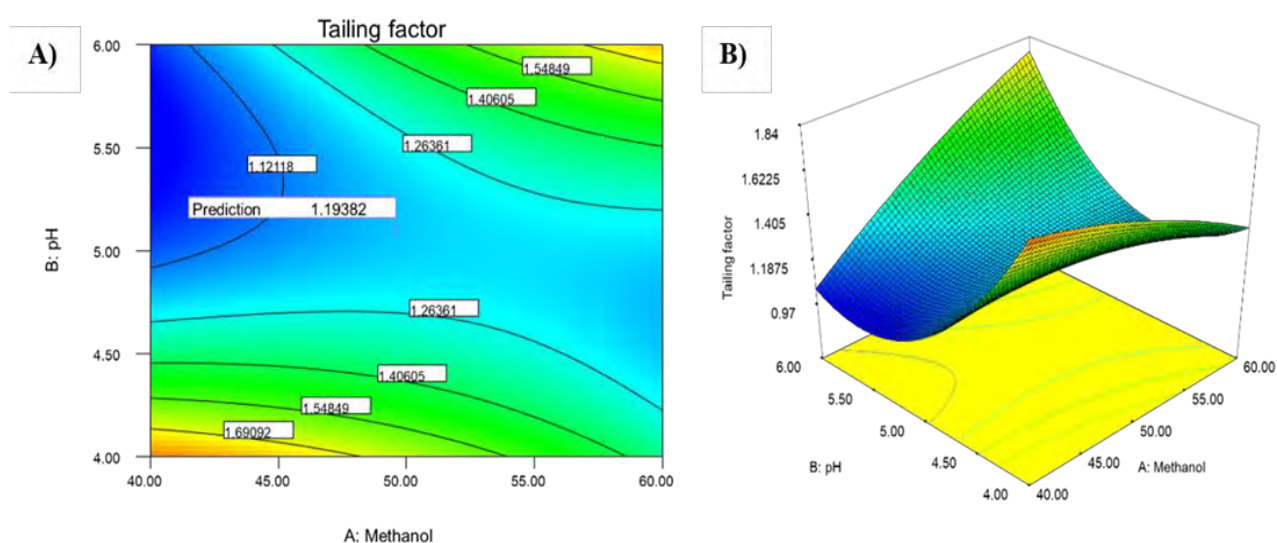 A)
Tailing factor
6.00
5.50
5.00
4.50
4.00
B: pH
1.54849
1.40605
1.26361
1.12118
Prediction 1.19382
1.26361
1.40605
1.54849
1.69092
40.00 45.00 50.00 55.00 60.00
A: Methanol
B)
1.84
1.6225
1.405
1.1875
0.97
Tailing factor
6.00
5.50
5.00
4.50
4.00
B: pH
60.00
55.00
50.00
45.00
40.00
A: Methanol